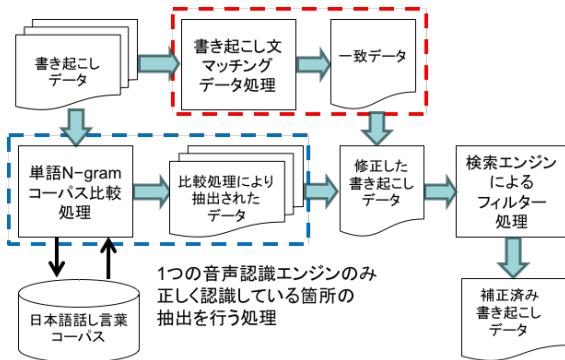 書き起こし
データ
書き起こし文
マッチング
データ処理
一致データ
単語N-gram
コーパス比較
処理
比較処理により
抽出された
データ
修正した
書き起こし
データ
検索エンジン
による
フィルター
処理
日本語話し言葉
コーパス
1つの音声認識エンジンのみ
正しく認識している箇所の
抽出を行う処理
補正済み
書き起こし
データ